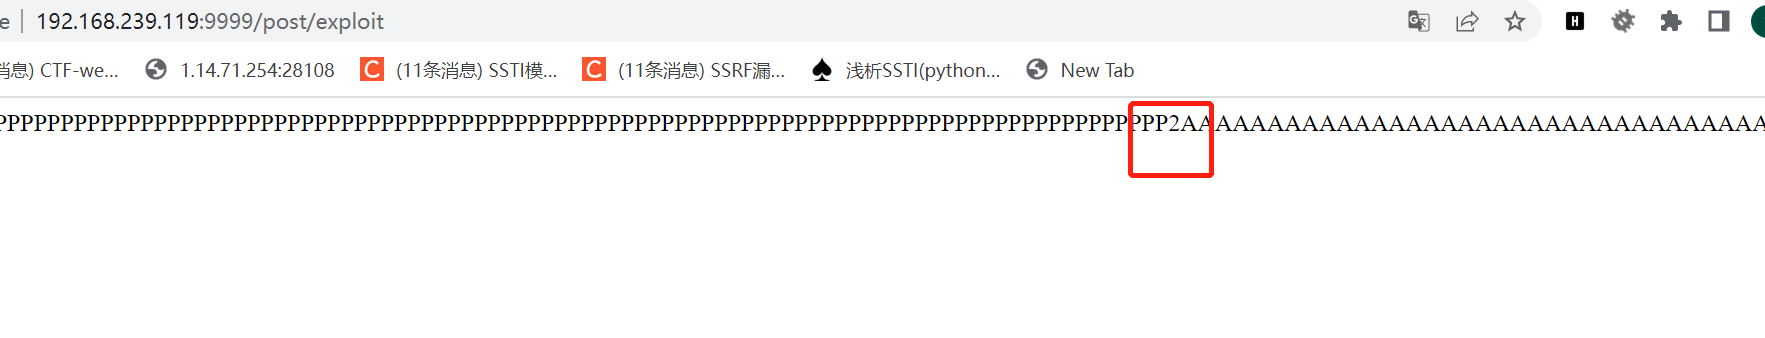 e | 192.168.239.119:9999/post/exploit
消息) CTF-we... 1.14.71.254:28108 C (11条消息) SSTI模... C (11条消息) SSRF漏... 浅析SSTI(python... New Tab
PPPPPPPPPPPPPPPPPPPPPPPPPPPPPPPPPPPPPPPPPPPPPPPPPPPPPPPPPPPPPPPPPPPPPPPPPPPPPPPPPPPPPPPP2AAAAAAAAAAAAAAAAAAAAAAAAAAAAAAAAAA